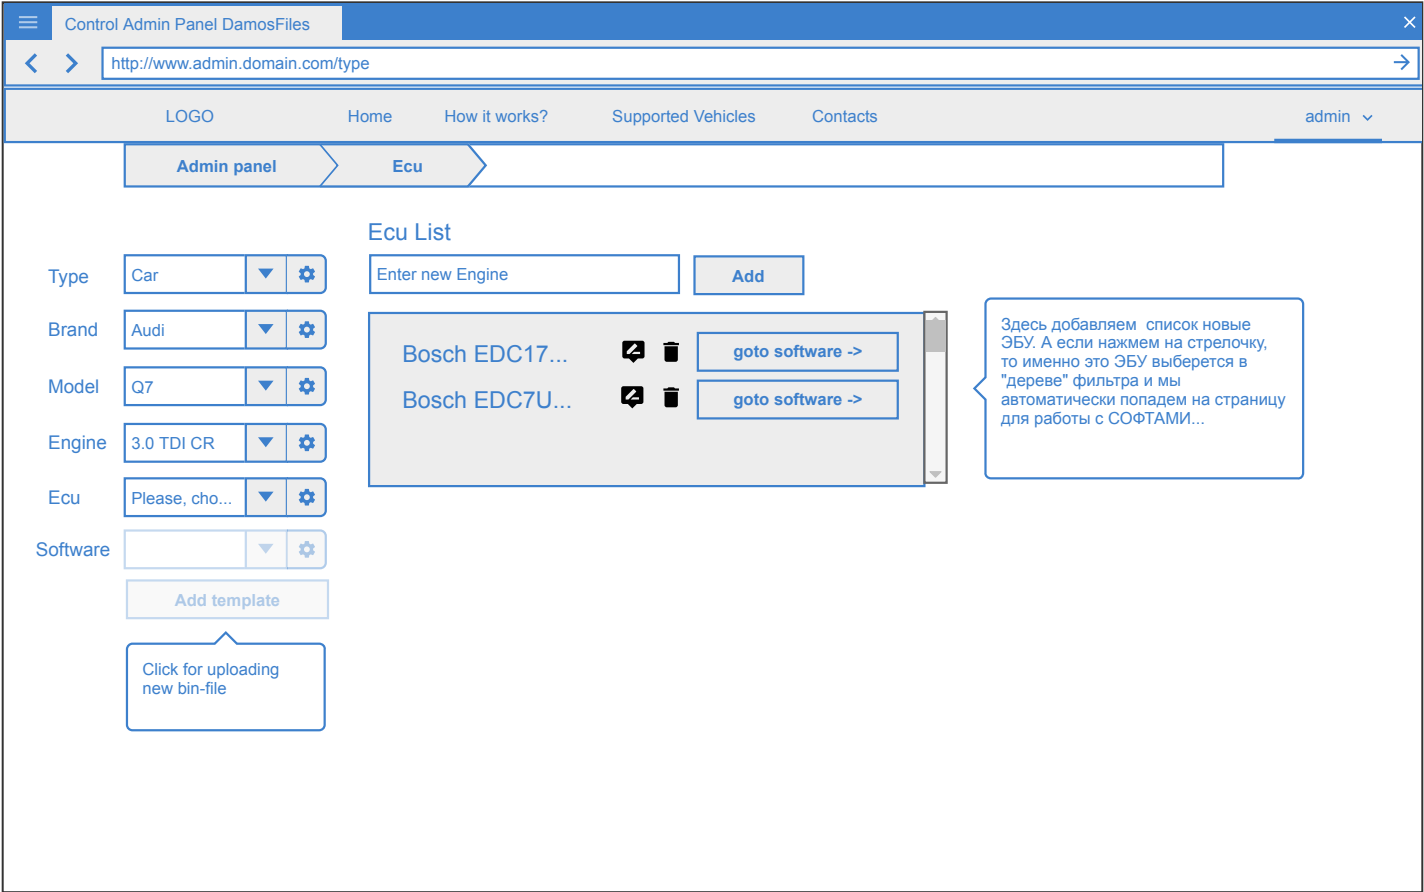 Control Admin Panel DamosFiles
http://www.admin.domain.com/type
LOGO Home How it works? Supported Vehicles Contacts admin
Admin panel Ecu
Ecu List
Type Car
Enter new Engine Add
Brand Audi
Model Q7
Engine 3.0 TDI CR
Ecu Please, cho...
Software
Add template
Click for uploading
new bin-file
Bosch EDC17... goto software ->
Bosch EDC7U... goto software ->
Здесь добавляем список новые
ЭБУ. А если нажмем на стрелочку,
то именно это ЭБУ выберется в
"дереве" фильтра и мы
автоматически попадем на страницу
для работы с СОФТАМИ...